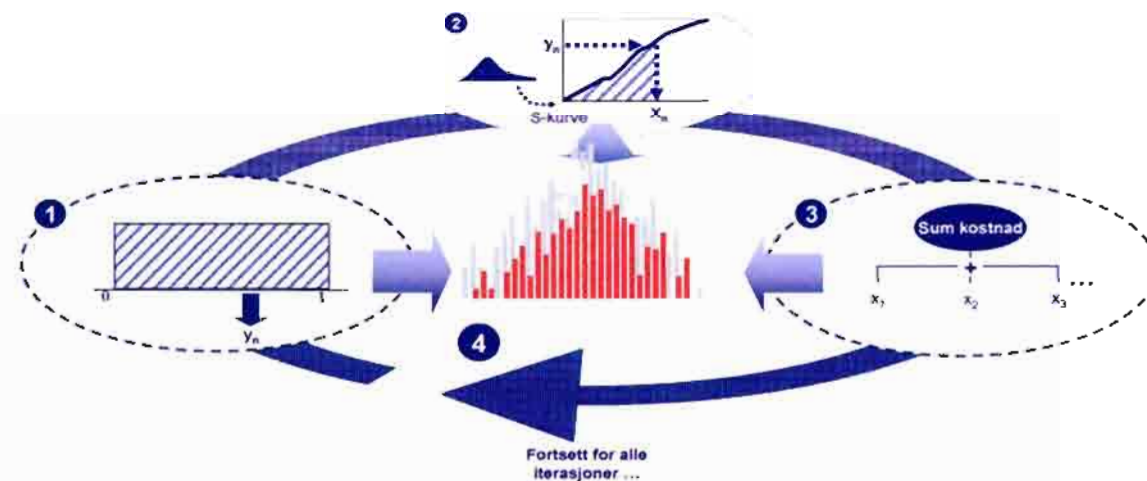 2
yn
S-kurve
xn
1
0
1
yn
3
Sum kostnad
+
x1
x2
x3
...
4
Fortsett for alle
iterasjoner ...